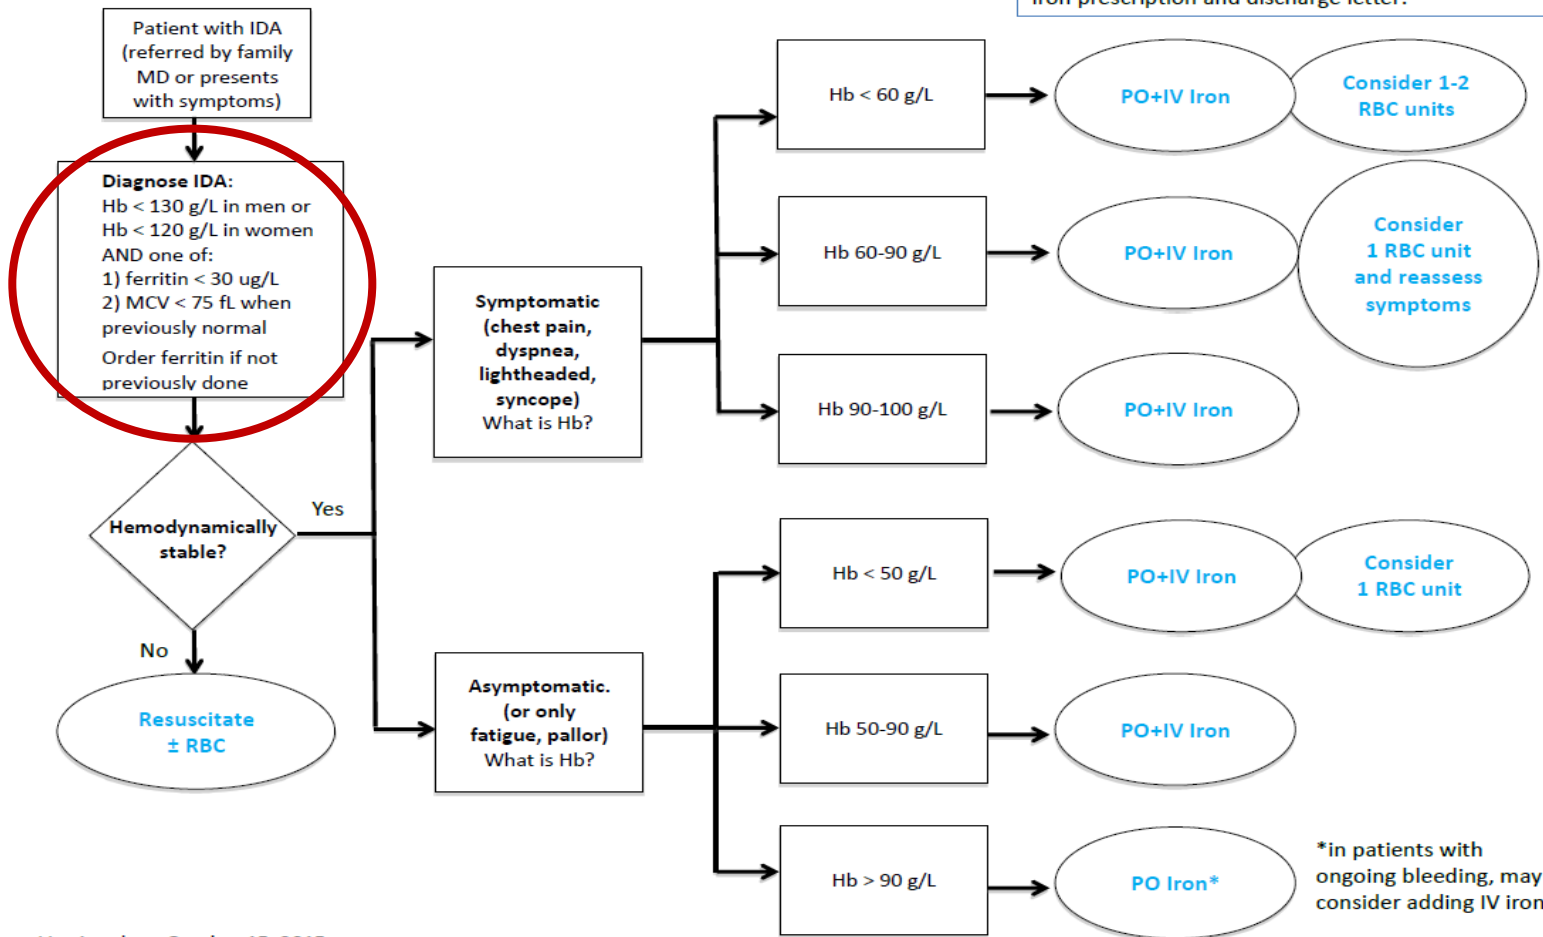 iron prescription and discharge letter.
Patient with IDA
(referred by family
MD or presents
with symptoms)
Diagnose IDA:
Hb < 130 g/L in men or
Hb < 120 g/L in women
AND one of:
1) ferritin < 30 ug/L
2) MCV < 75 fL when
previously normal
Order ferritin if not
previously done
Hemodynamically
stable?
Yes
No
Resuscitate
± RBC
Symptomatic
(chest pain,
dyspnea,
lightheaded,
syncope)
What is Hb?
Hb < 60 g/L
PO+IV Iron
Consider 1-2
RBC units
Hb 60-90 g/L
PO+IV Iron
Consider
1 RBC unit
and reassess
symptoms
Hb 90-100 g/L
PO+IV Iron
Asymptomatic.
(or only
fatigue, pallor)
What is Hb?
Hb < 50 g/L
PO+IV Iron
Consider
1 RBC unit
Hb 50-90 g/L
PO+IV Iron
Hb > 90 g/L
PO Iron*
*in patients with
ongoing bleeding, may
consider adding IV iron